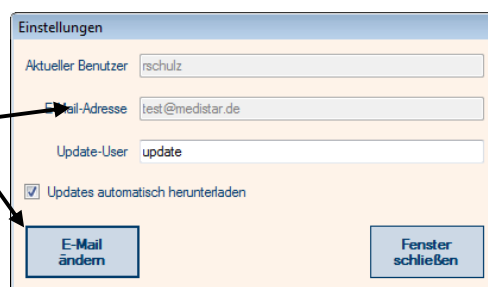 Einstellungen
Aktueller Benutzer rschulz
E-Mail-Adresse test@medistar.de
Update-User update
Updates automatisch herunterladen
E-Mail
ändern
Fenster
schließen